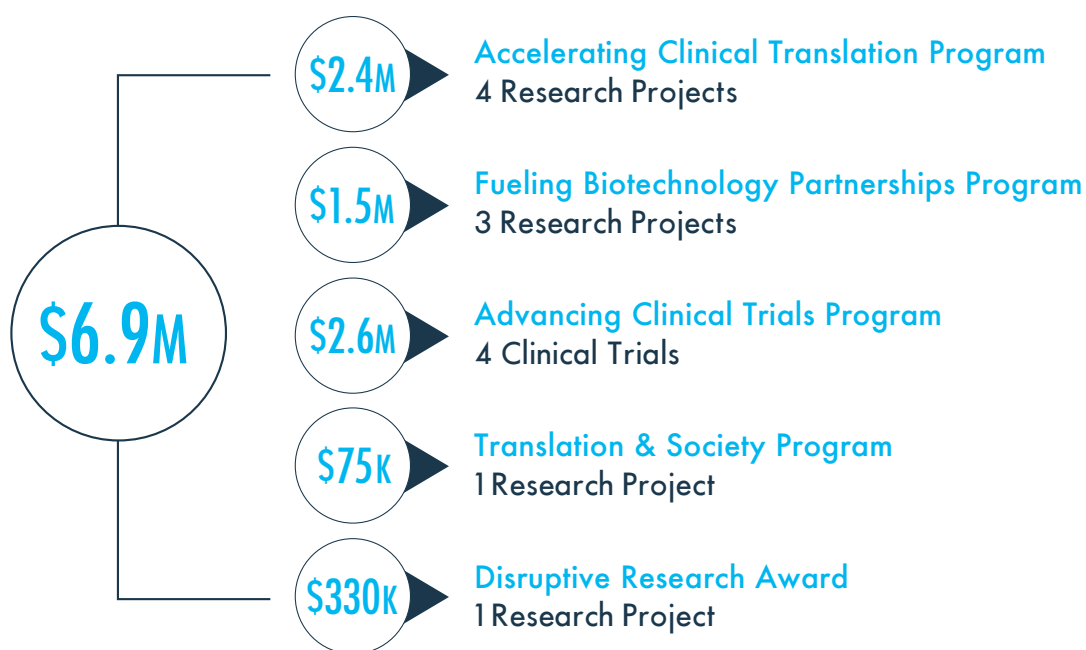 $2.4M
Accelerating Clinical Translation Program
4 Research Projects
$1.5M
Fueling Biotechnology Partnerships Program
3 Research Projects
$6.9M
$2.6M
Advancing Clinical Trials Program
4 Clinical Trials
$75K
Translation & Society Program
1 Research Project
$330K
Disruptive Research Award
1 Research Project